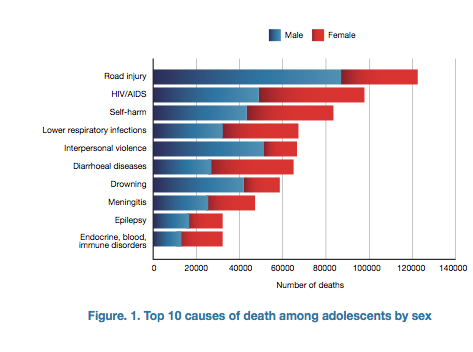 Male Female
Road injury
HIV/AIDS
Self-harm
Lower respiratory infections
Interpersonal violence
Diarrhoeal diseases
Drowning
Meningitis
Epilepsy
Endocrine, blood,
immune disorders
0 20000 40000 60000 80000 100000 120000 140000
Number of deaths
Figure. 1. Top 10 causes of death among adolescents by sex